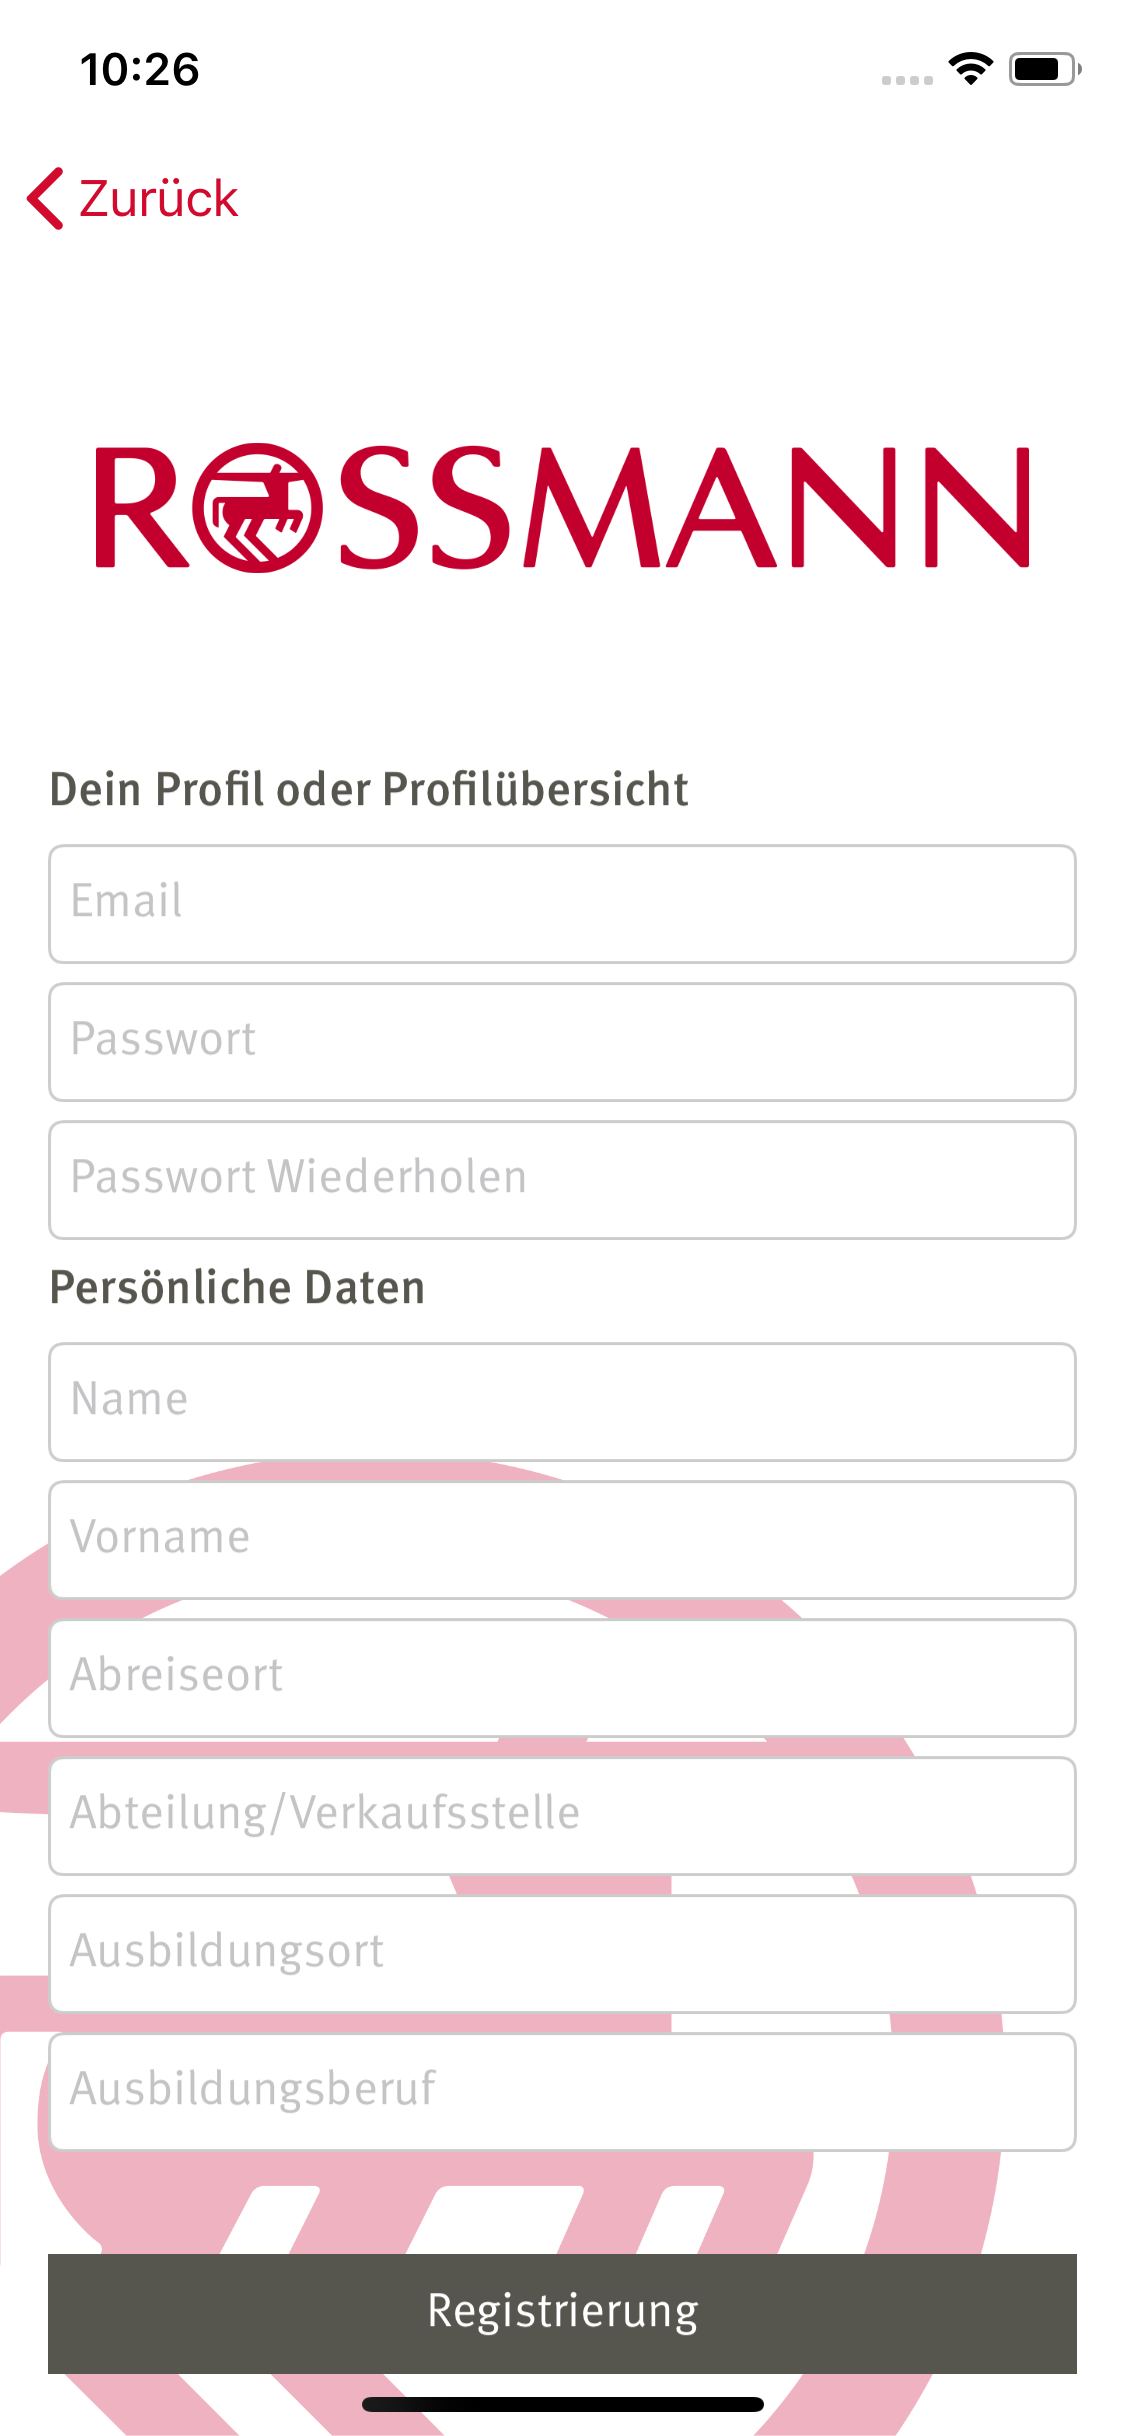 10:26
Zurück
ROSSMANN
Dein Profil oder Profilübersicht
Email
Passwort
Passwort Wiederholen
Persönliche Daten
Name
Vorname
Abreiseort
Abteilung/Verkaufsstelle
Ausbildungsort
Ausbildungsberuf
Registrierung